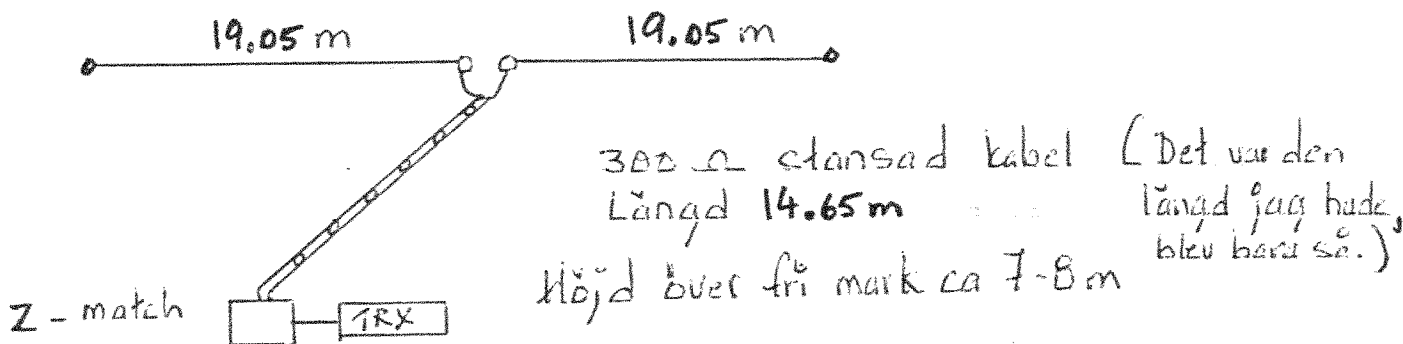 19.05 m
19.05 m
300 Ω stansad kabel (Det var den
Längd 14.65 m längd jag hade,
blev bara så.)
Höjd över fri mark ca 7-8 m
Z - match
TRX